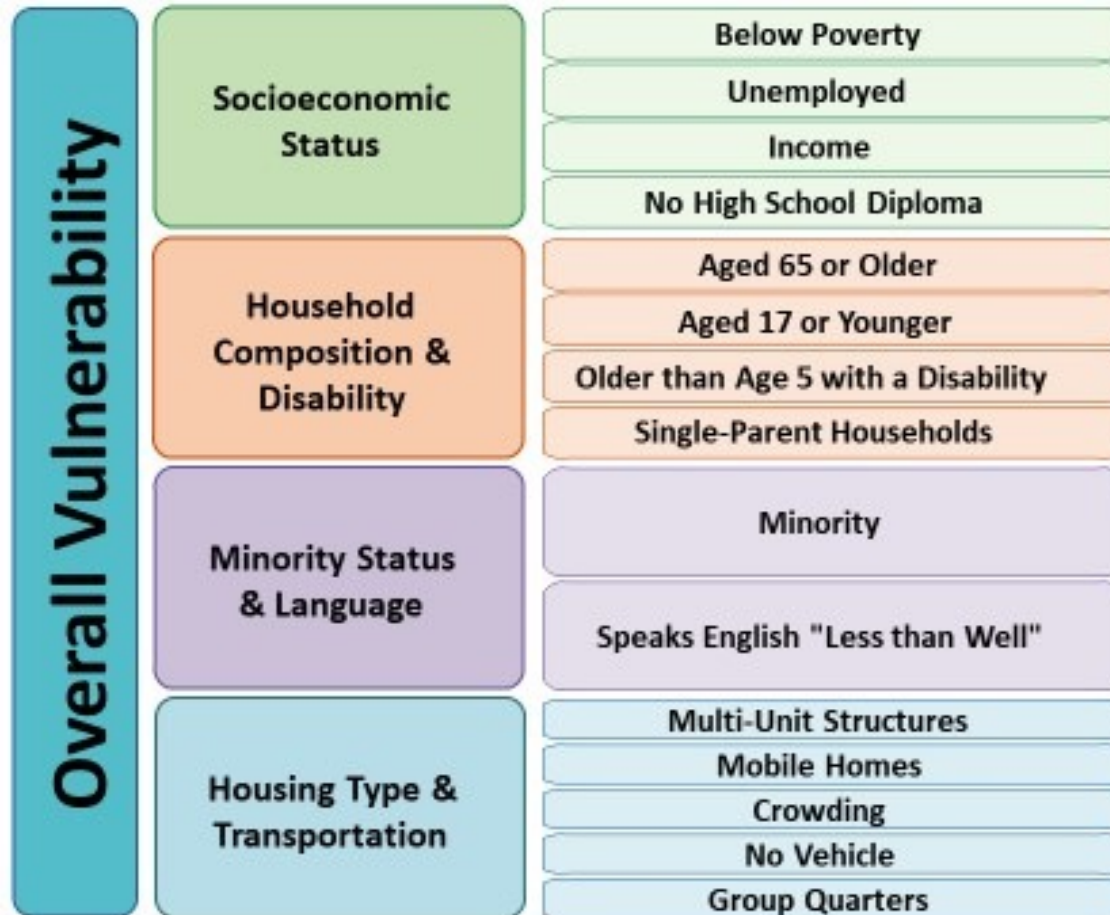 Overall Vulnerability
Socioeconomic
Status
Below Poverty
Unemployed
Income
No High School Diploma
Household
Composition &
Disability
Aged 65 or Older
Aged 17 or Younger
Older than Age 5 with a Disability
Single-Parent Households
Minority Status
& Language
Minority
Speaks English "Less than Well"
Housing Type &
Transportation
Multi-Unit Structures
Mobile Homes
Crowding
No Vehicle
Group Quarters